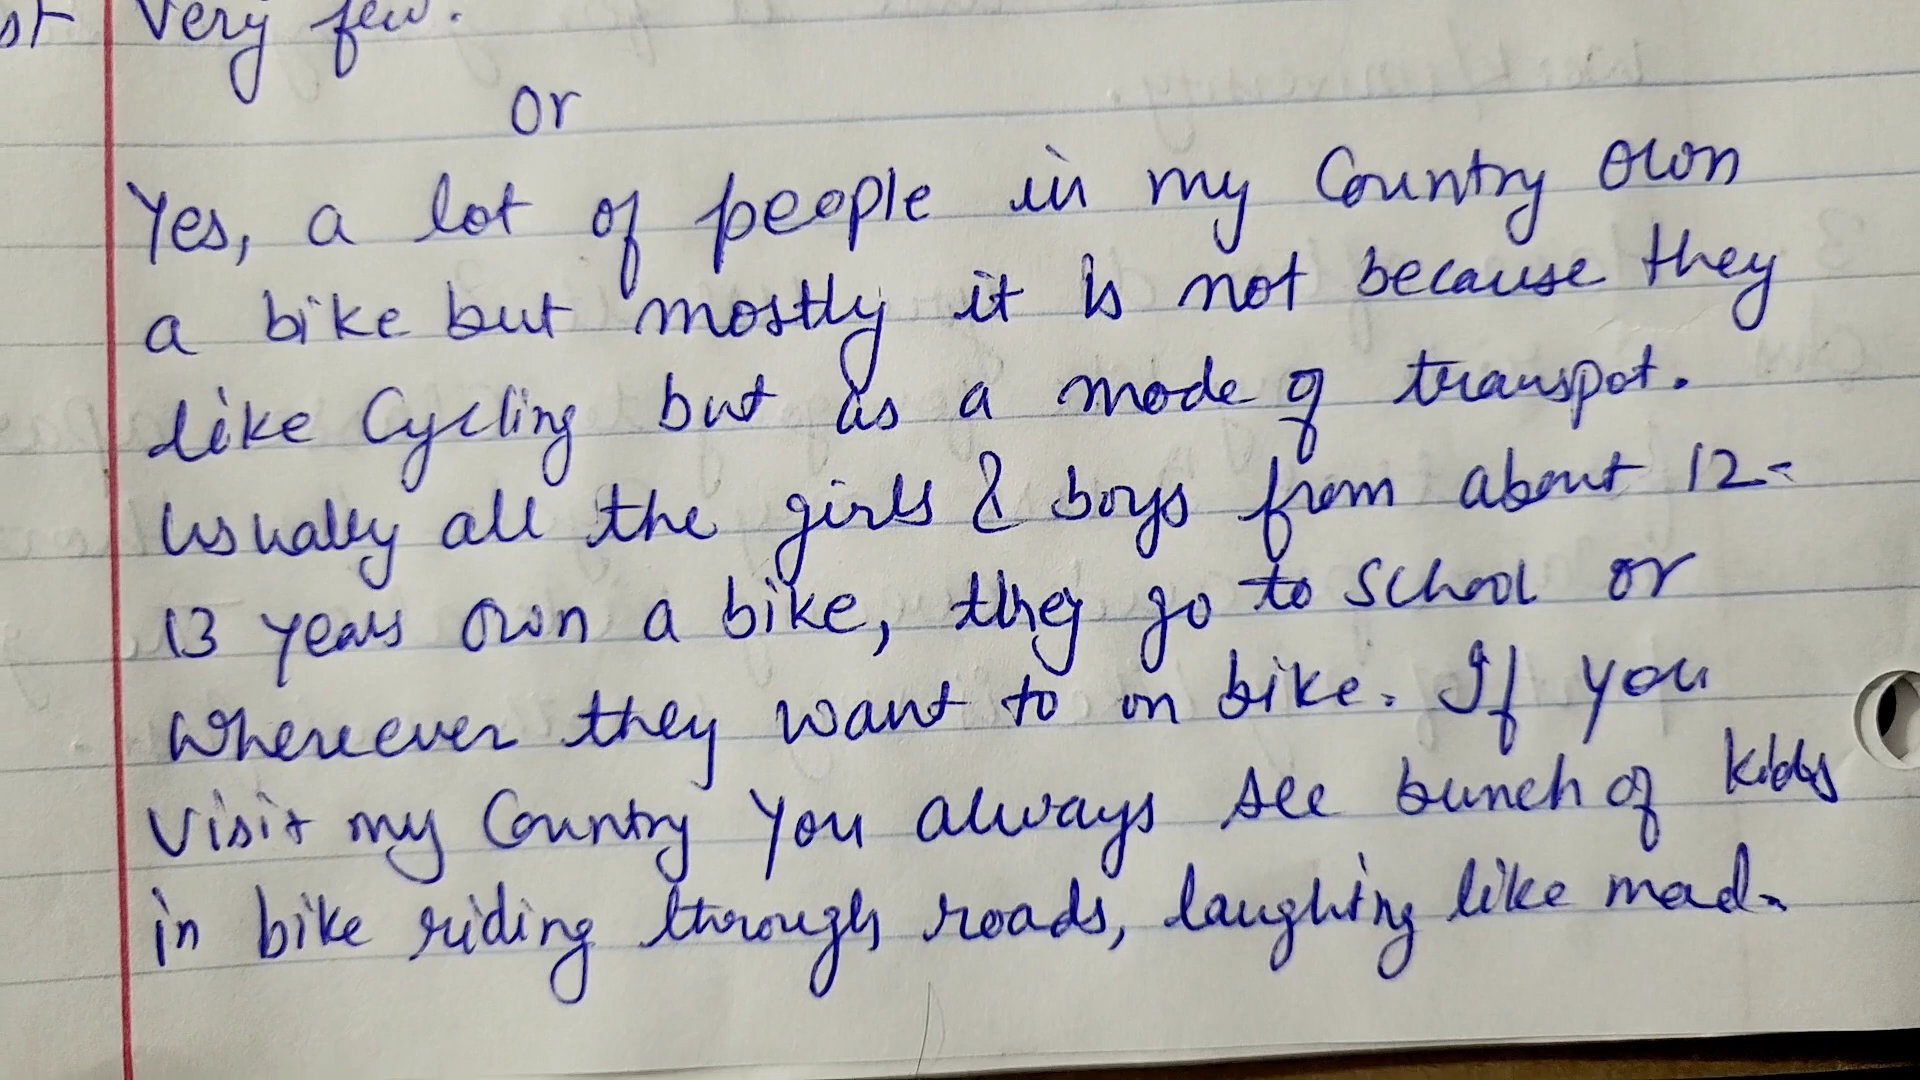 st Very few.
or
Yes, a lot of people in my Country own
a bike but mostly it is not because they
like Cycling but as a mode of transpot.
Usually all the girls & boys from about 12-
13 years own a bike, they go to School or
whereever they want to on bike. If you
visit my Country you always see bunch of kids
in bike riding through roads, laughing like mad.